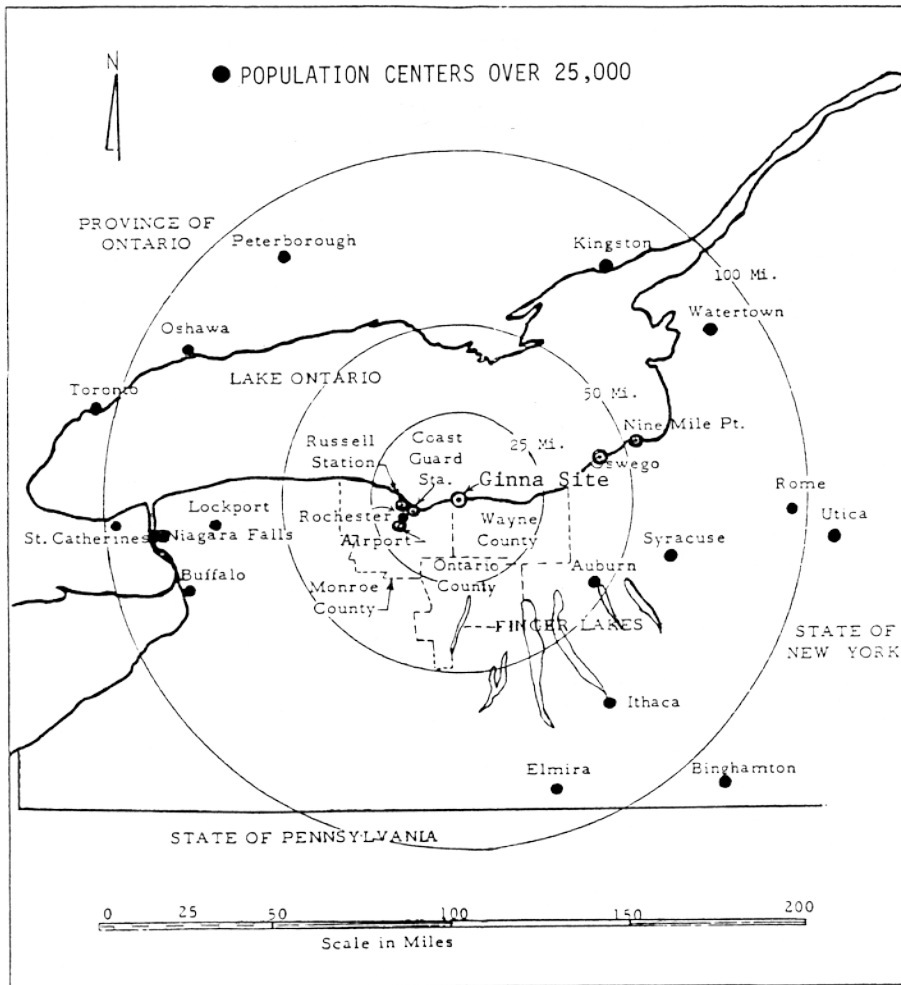 N
● POPULATION CENTERS OVER 25,000
PROVINCE OF
ONTARIO
Peterborough
Kingston
100 Mi.
Watertown
Oshawa
LAKE ONTARIO
Toronto
50 Mi.
Nine Mile Pt.
Russell
Station
Coast
Guard
Sta.
25 Mi.
Oswego
Ginna Site
Rome
Lockport
Rochester
Wayne
County
Utica
St. Catherines
Niagara Falls
Airport
Syracuse
Ontario
County
Auburn
Buffalo
Monroe
County
FINGER LAKES
STATE OF
NEW YORK
Ithaca
Elmira
Binghamton
STATE OF PENNSYLVANIA
0 25 50 100 150 200
Scale in Miles